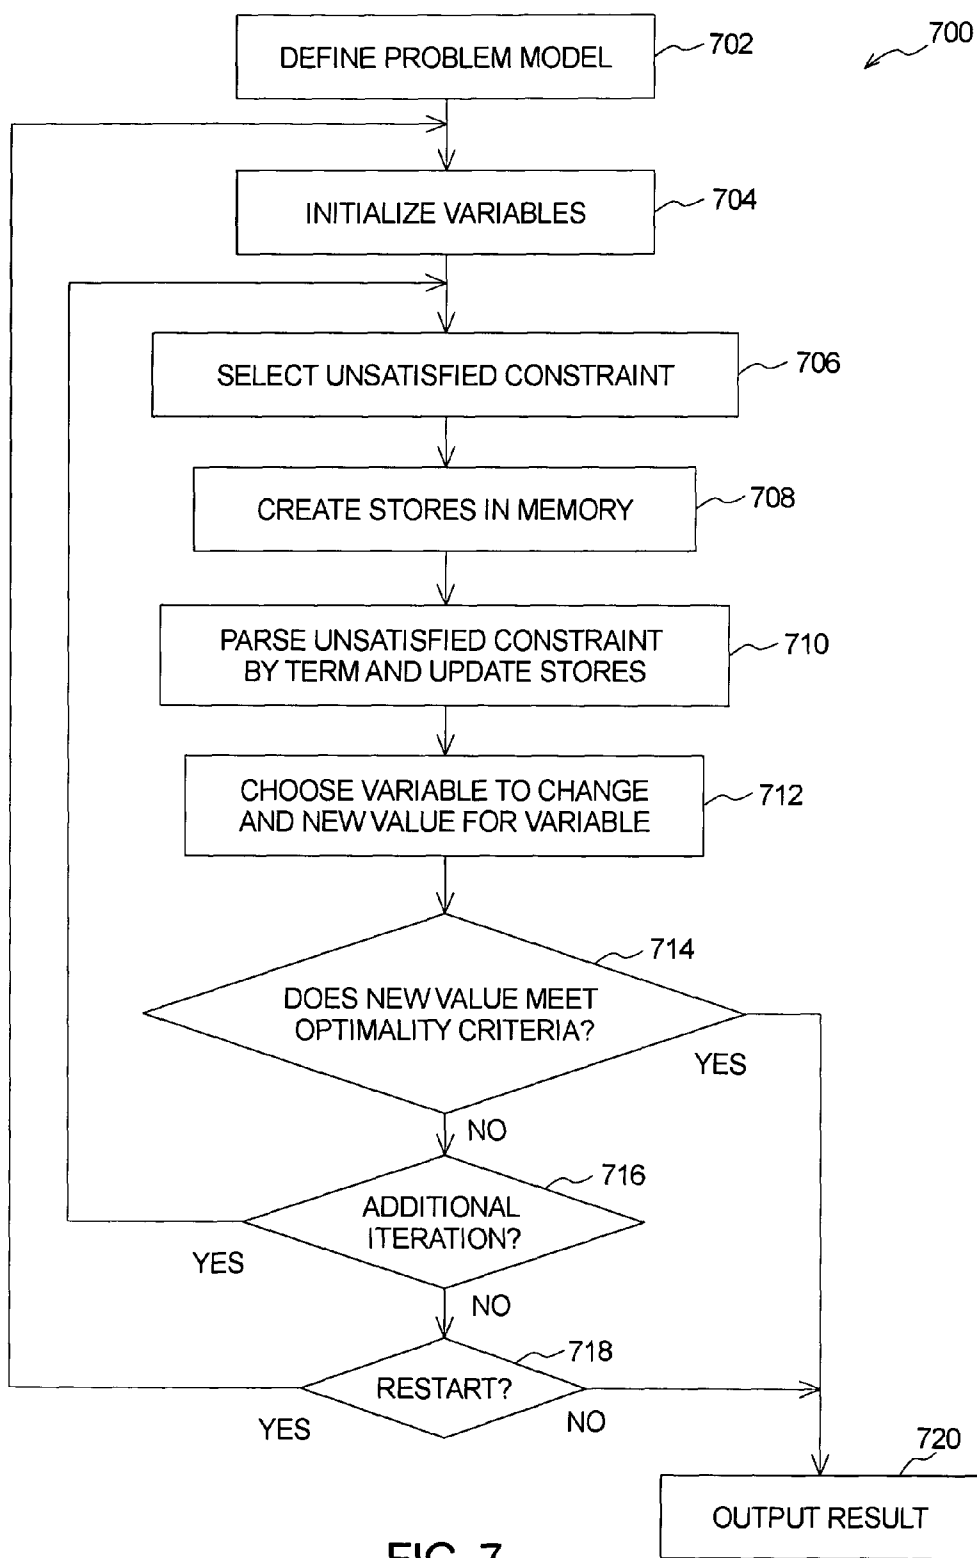 700
DEFINE PROBLEM MODEL
702
INITIALIZE VARIABLES
704
SELECT UNSATISFIED CONSTRAINT
706
CREATE STORES IN MEMORY
708
PARSE UNSATISFIED CONSTRAINT
BY TERM AND UPDATE STORES
710
CHOOSE VARIABLE TO CHANGE
AND NEW VALUE FOR VARIABLE
712
714
DOES NEW VALUE MEET
OPTIMALITY CRITERIA?
YES
NO
716
ADDITIONAL
ITERATION?
YES
NO
718
RESTART?
YES
NO
720
OUTPUT RESULT
FIG. 7